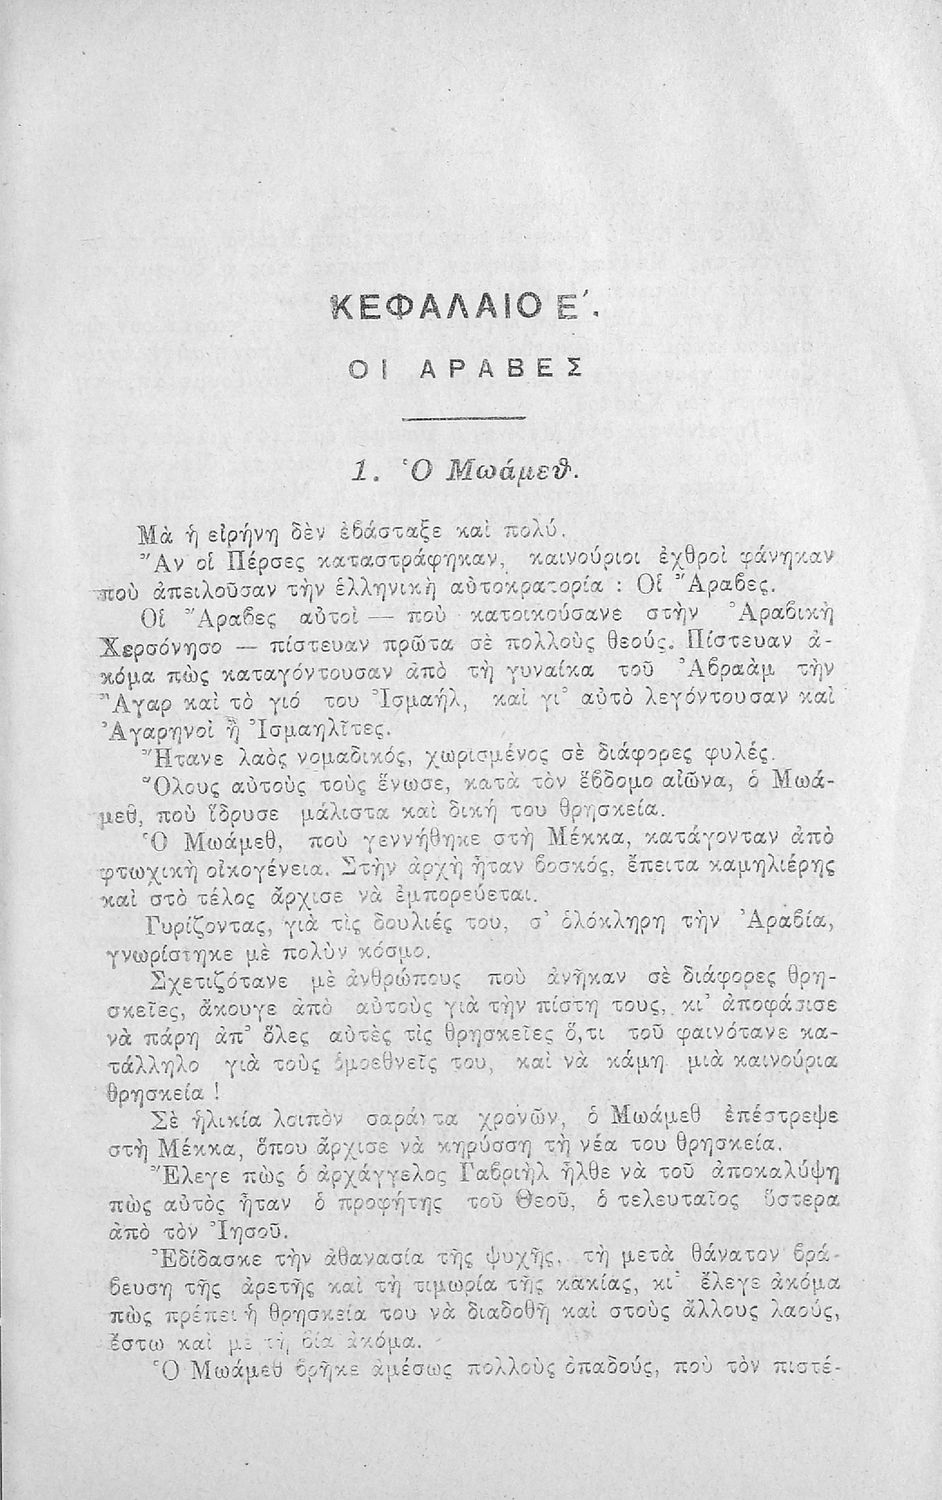 ΚΕΦΑΛΑΙΟ Ε΄.
ΟΙ ΑΡΑΒΕΣ
1. Ὁ Μωάμεθ.
Μὰ ἡ εἰρήνη δὲν ἐβάσταξε καὶ πολύ.
Ἂν οἱ Πέρσες καταστράφηκαν, καινούριοι ἐχθροὶ φάνηκαν
ποὺ ἀπειλοῦσαν τὴν ἑλληνικὴ αὐτοκρατορία : Οἱ Ἄραβες.
Οἱ Ἄραβες αὐτοὶ — ποὺ κατοικούσανε στὴν Ἀραβικὴ
Χερσόνησο — πίστευαν πρῶτα σὲ πολλοὺς θεούς. Πίστευαν ἀ-
κόμα πὼς καταγόντουσαν ἀπὸ τὴ γυναίκα τοῦ Ἀβραὰμ τὴν
Ἄγαρ καὶ τὸ γιό του Ἰσμαήλ, καὶ γι᾿ αὐτὸ λεγόντουσαν καὶ
Ἀγαρηνοὶ ἢ Ἰσμαηλῖτες.
Ἤτανε λαὸς νομαδικός, χωρισμένος σὲ διάφορες φυλές.
Ὅλους αὐτοὺς τοὺς ἕνωσε, κατὰ τὸν ἕβδομο αἰῶνα, ὁ Μωά-
μεθ, ποὺ ἵδρυσε μάλιστα καὶ δική του θρησκεία.
Ὁ Μωάμεθ, ποὺ γεννήθηκε στὴ Μέκκα, κατάγονταν ἀπὸ
φτωχικὴ οἰκογένεια. Στὴν ἀρχὴ ἦταν βοσκός, ἔπειτα καμηλιέρης
καὶ στὸ τέλος ἄρχισε νὰ ἐμπορεύεται.
Γυρίζοντας, γιὰ τὶς δουλιές του, σ᾿ ὁλόκληρη τὴν Ἀραβία,
γνωρίστηκε μὲ πολὺν κόσμο.
Σχετιζότανε μὲ ἀνθρώπους ποὺ ἀνῆκαν σὲ διάφορες θρη-
σκεῖες, ἄκουγε ἀπὸ αὐτοὺς γιὰ τὴν πίστη τους, κι᾿ ἀποφάσισε
νὰ πάρη ἀπ᾿ ὅλες αὐτὲς τὶς θρησκεῖες ὅ,τι τοῦ φαινότανε κα-
τάλληλο γιὰ τοὺς ὁμοεθνεῖς του, καὶ νὰ κάμη μιὰ καινούρια
θρησκεία !
Σὲ ἡλικία λοιπὸν σαράντα χρονῶν, ὁ Μωάμεθ ἐπέστρεψε
στὴ Μέκκα, ὅπου ἄρχισε νὰ κηρύσση τὴ νέα του θρησκεία.
Ἔλεγε πὼς ὁ ἀρχάγγελος Γαβριὴλ ἦλθε νὰ τοῦ ἀποκαλύψη
πὼς αὐτὸς ἦταν ὁ προφήτης τοῦ Θεοῦ, ὁ τελευταῖος ὕστερα
ἀπὸ τὸν Ἰησοῦ.
Ἐδίδασκε τὴν ἀθανασία τῆς ψυχῆς, τὴ μετὰ θάνατον βρά-
βευση τῆς ἀρετῆς καὶ τὴ τιμωρία τῆς κακίας, κι᾿ ἔλεγε ἀκόμα
πὼς πρέπει ἡ θρησκεία του νὰ διαδοθῆ καὶ στοὺς ἄλλους λαούς,
ἔστω καὶ μὲ τὴ βία ἀκόμα.
Ὁ Μωάμεθ βρῆκε ἀμέσως πολλοὺς ὀπαδούς, ποὺ τὸν πιστέ-